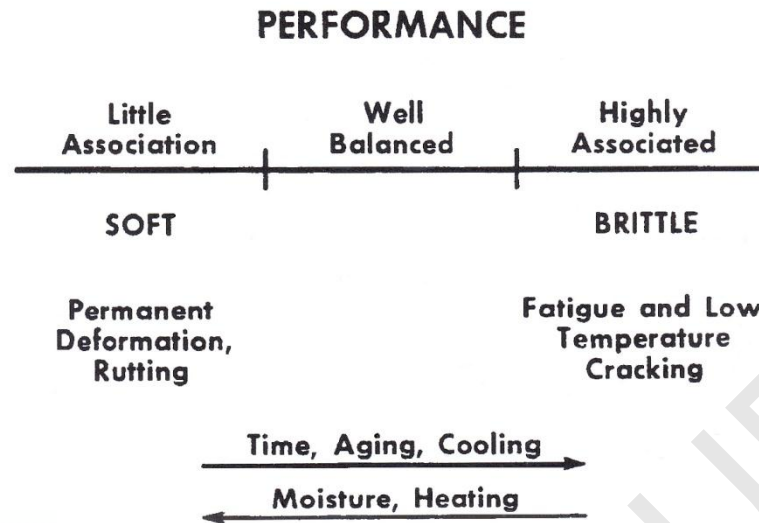 PERFORMANCE
Little
Association
Well
Balanced
Highly
Associated
SOFT
BRITTLE
Permanent
Deformation,
Rutting
Fatigue and Low
Temperature
Cracking
Time, Aging, Cooling
Moisture, Heating